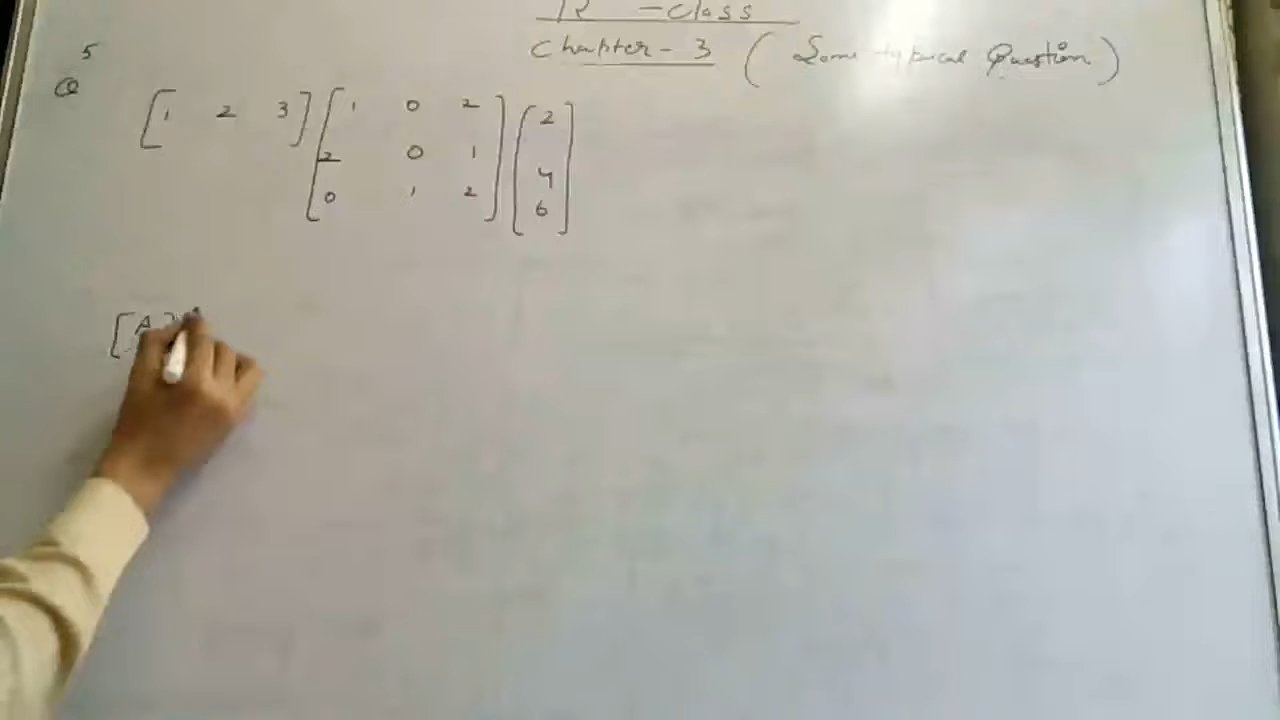 12 - class
Chapter - 3 ( Some typical Question )
Q 5
[ 1 2 3 ] [ 1 0 2 ] [ 2 ]
2 0 1 4
0 1 2 6
[ A